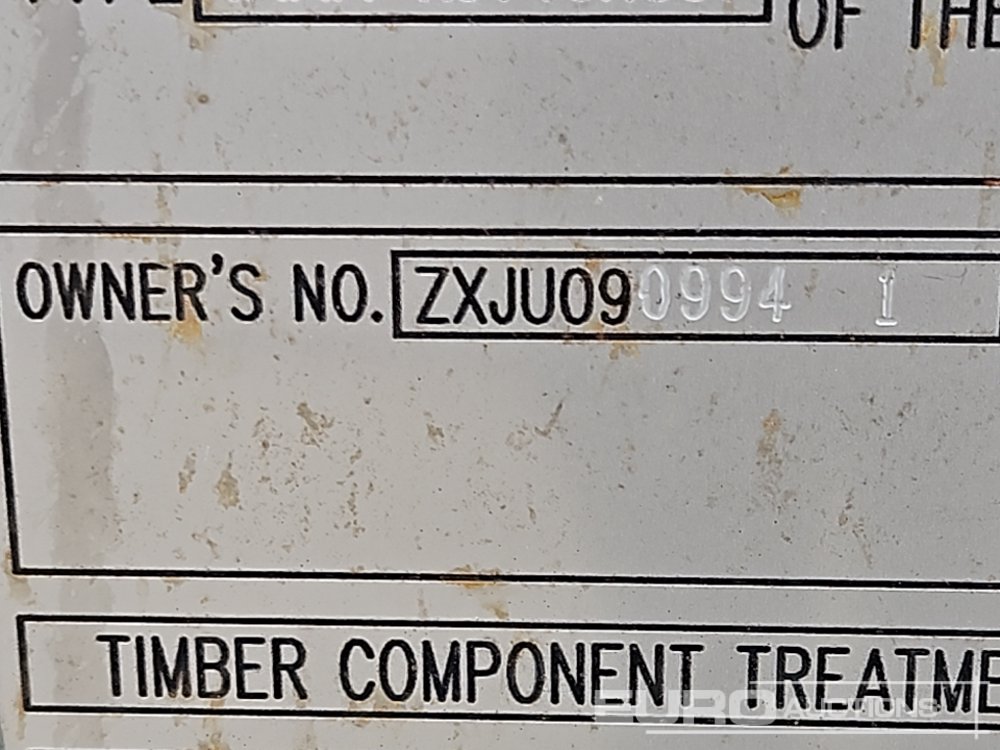 OF THE
OWNER'S NO. ZXJU090994 1
TIMBER COMPONENT TREATME
EURO AUCTIONS